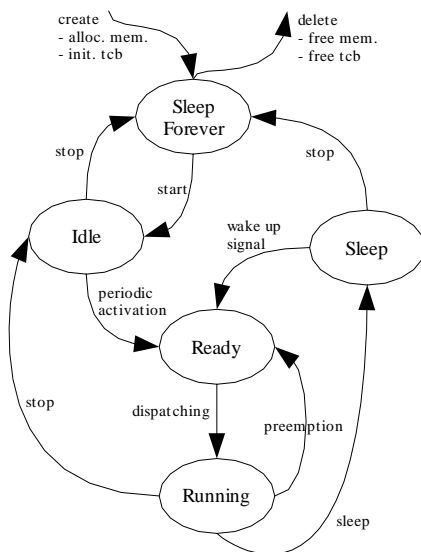 create
- alloc. mem.
- init. tcb
delete
- free mem.
- free tcb
Sleep
Forever
stop
start
stop
Idle
wake up
signal
Sleep
periodic
activation
Ready
stop
dispatching
preemption
Running
sleep